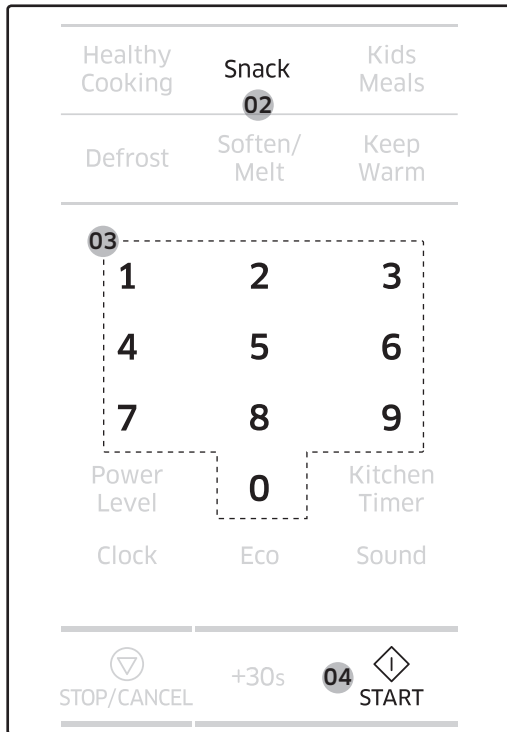 Healthy Cooking
Snack
Kids Meals
02
Defrost
Soften/ Melt
Keep Warm
03
1 2 3
4 5 6
7 8 9
Power Level
0
Kitchen Timer
Clock Eco Sound
STOP/CANCEL
+30s
04
START